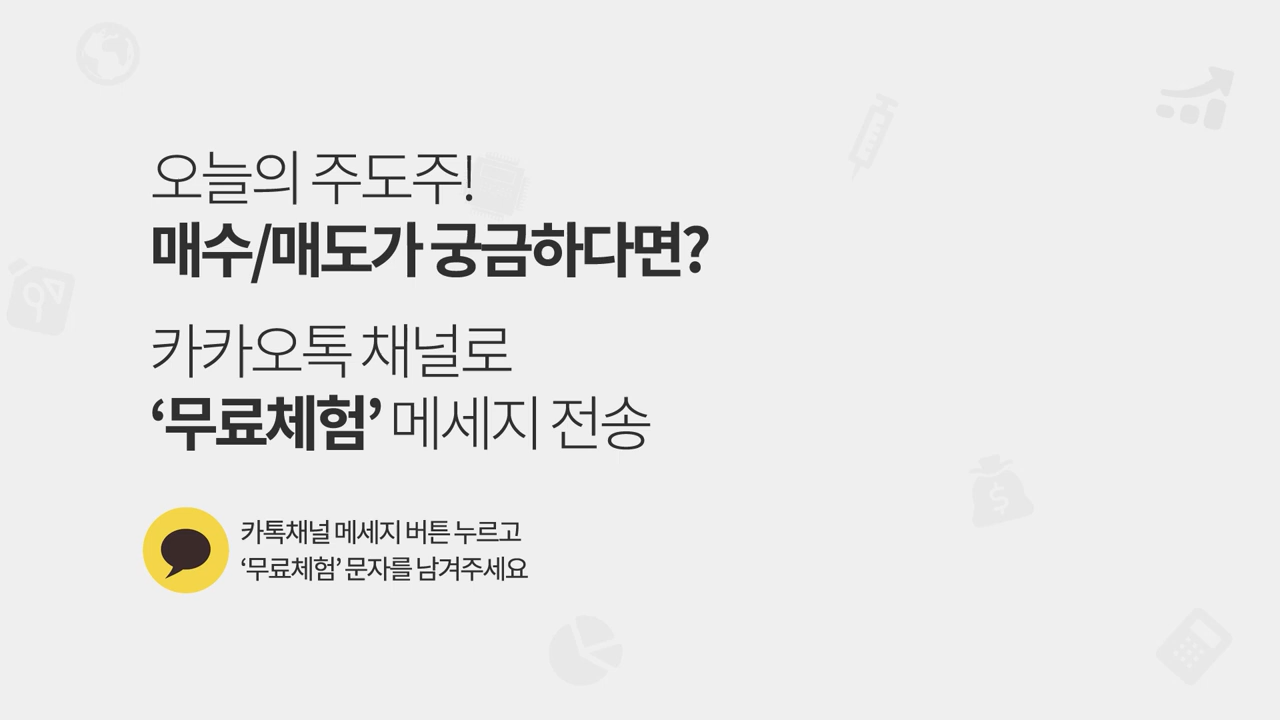 오늘의 주도주!
매수/매도가 궁금하다면?
카카오톡 채널로
‘무료체험’ 메세지 전송
카톡채널 메세지 버튼 누르고
‘무료체험’ 문자를 남겨주세요